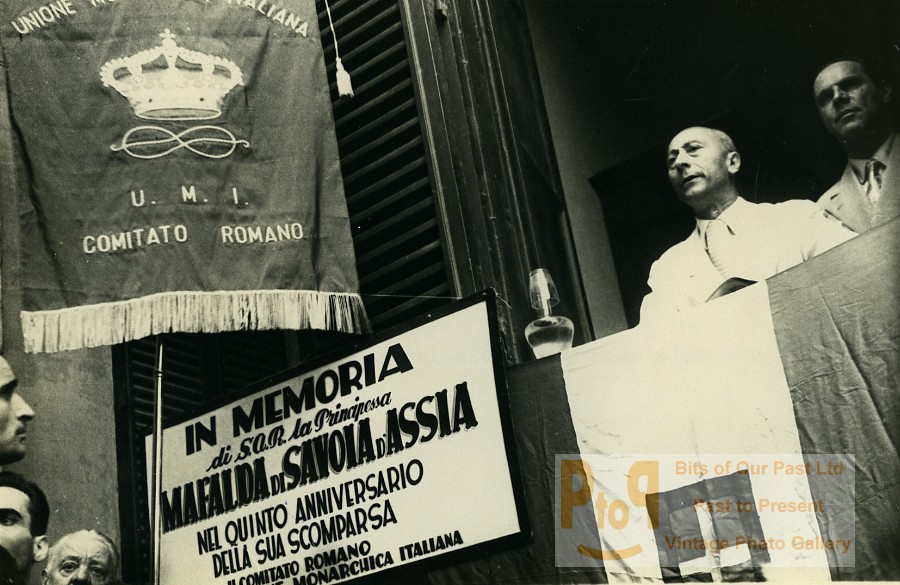 UNIONE ITALIANA
U. M. I.
COMITATO ROMANO
IN MEMORIA
di S.A.R. la Principessa
MAFALDA DI SAVOIA D'ASSIA
NEL QUINTO ANNIVERSARIO
DELLA SUA SCOMPARSA
IL COMITATO ROMANO
MONARCHICA ITALIANA
PtoP
Bits of Our Past Ltd
Past to Present
Vintage Photo Gallery